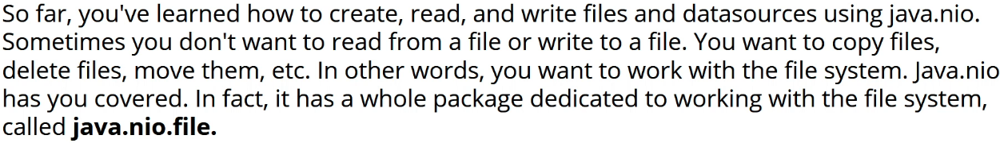 So far, you've learned how to create, read, and write files and datasources using java.nio.
Sometimes you don't want to read from a file or write to a file. You want to copy files,
delete files, move them, etc. In other words, you want to work with the file system. Java.nio
has you covered. In fact, it has a whole package dedicated to working with the file system,
called java.nio.file.